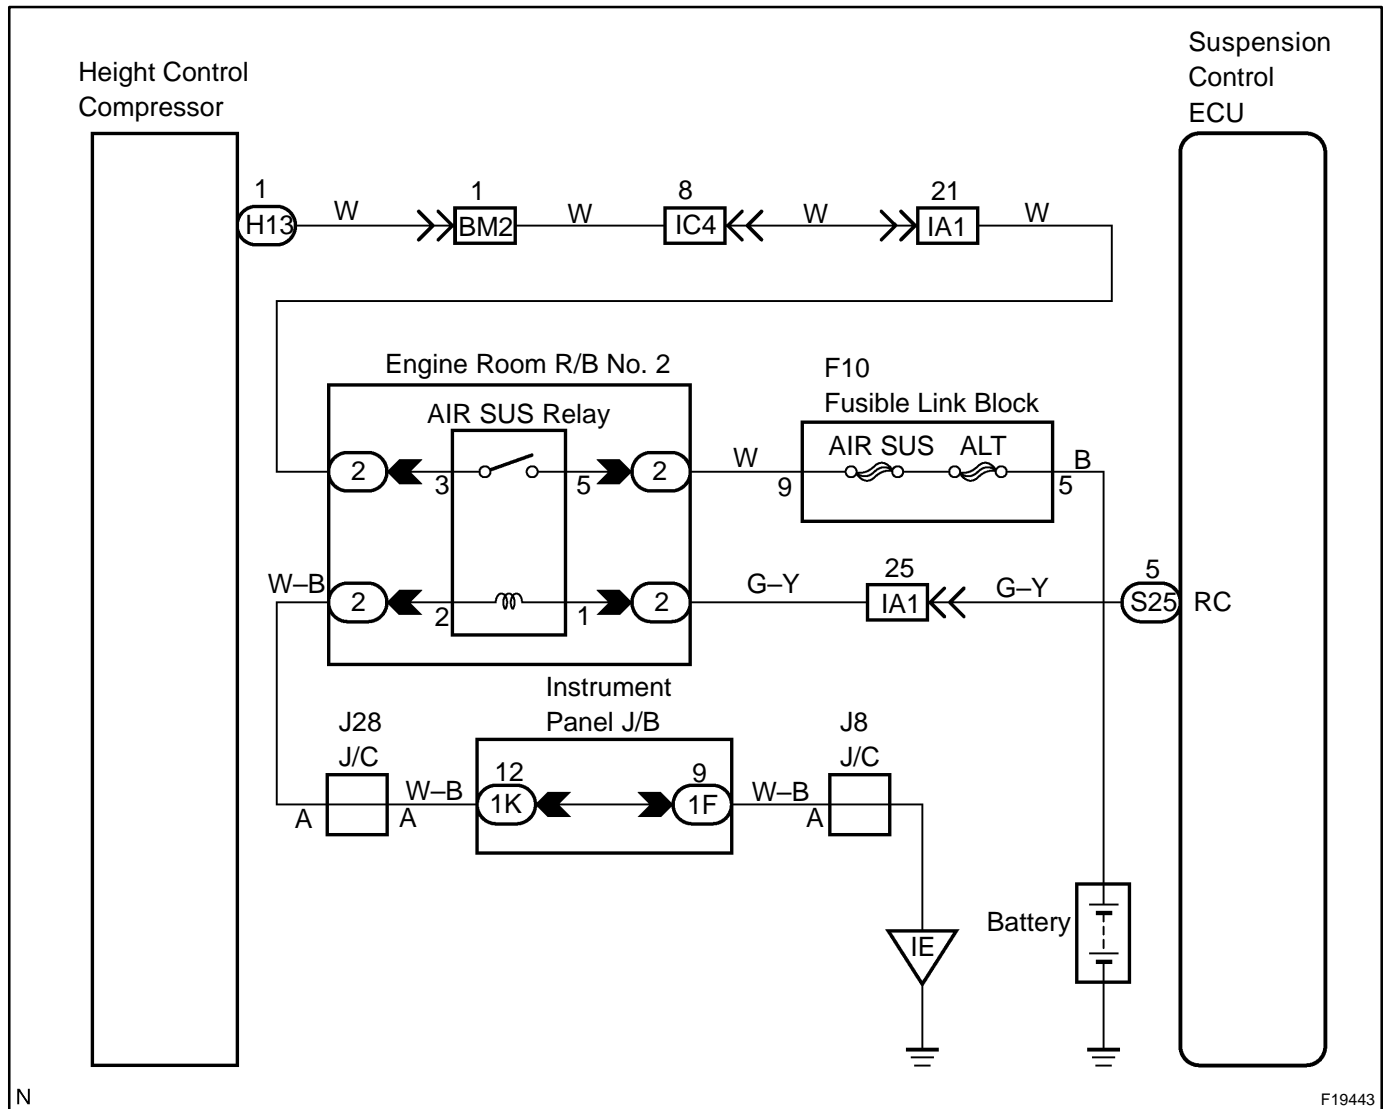 Height Control
Compressor
Suspension
Control
ECU
1
H13
W
1
BM2
W
8
IC4
W
21
IA1
W
Engine Room R/B No. 2
AIR SUS Relay
2
3
5
2
W
F10
Fusible Link Block
AIR SUS
ALT
9
5
B
W–B
2
2
1
2
G–Y
25
IA1
G–Y
5
S25
RC
J28
J/C
A
A
W–B
Instrument
Panel J/B
12
1K
9
1F
W–B
J8
J/C
A
IE
Battery
N
F19443